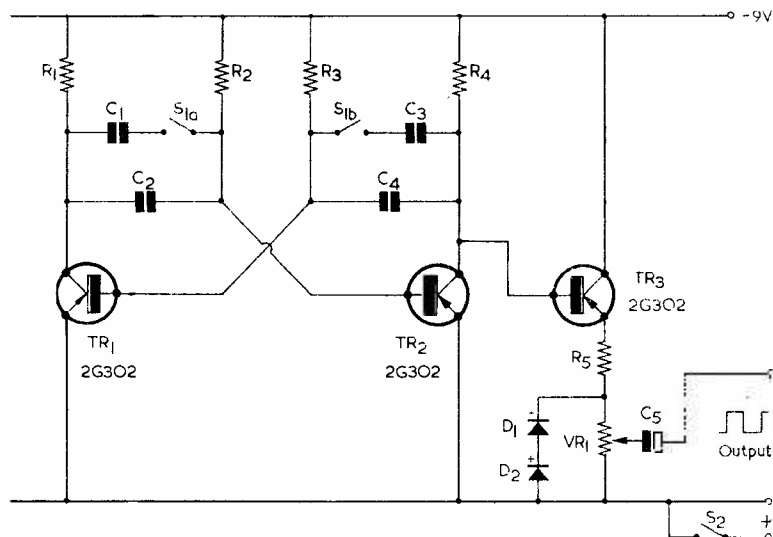 -9V
R1 R2 R3 R4
C1 S1a S1b C3
C2 C4
TR3
2G302
TR1 TR2
2G302 2G302
R5
D1 VR1 C5
D2 Output
S2
+ + +